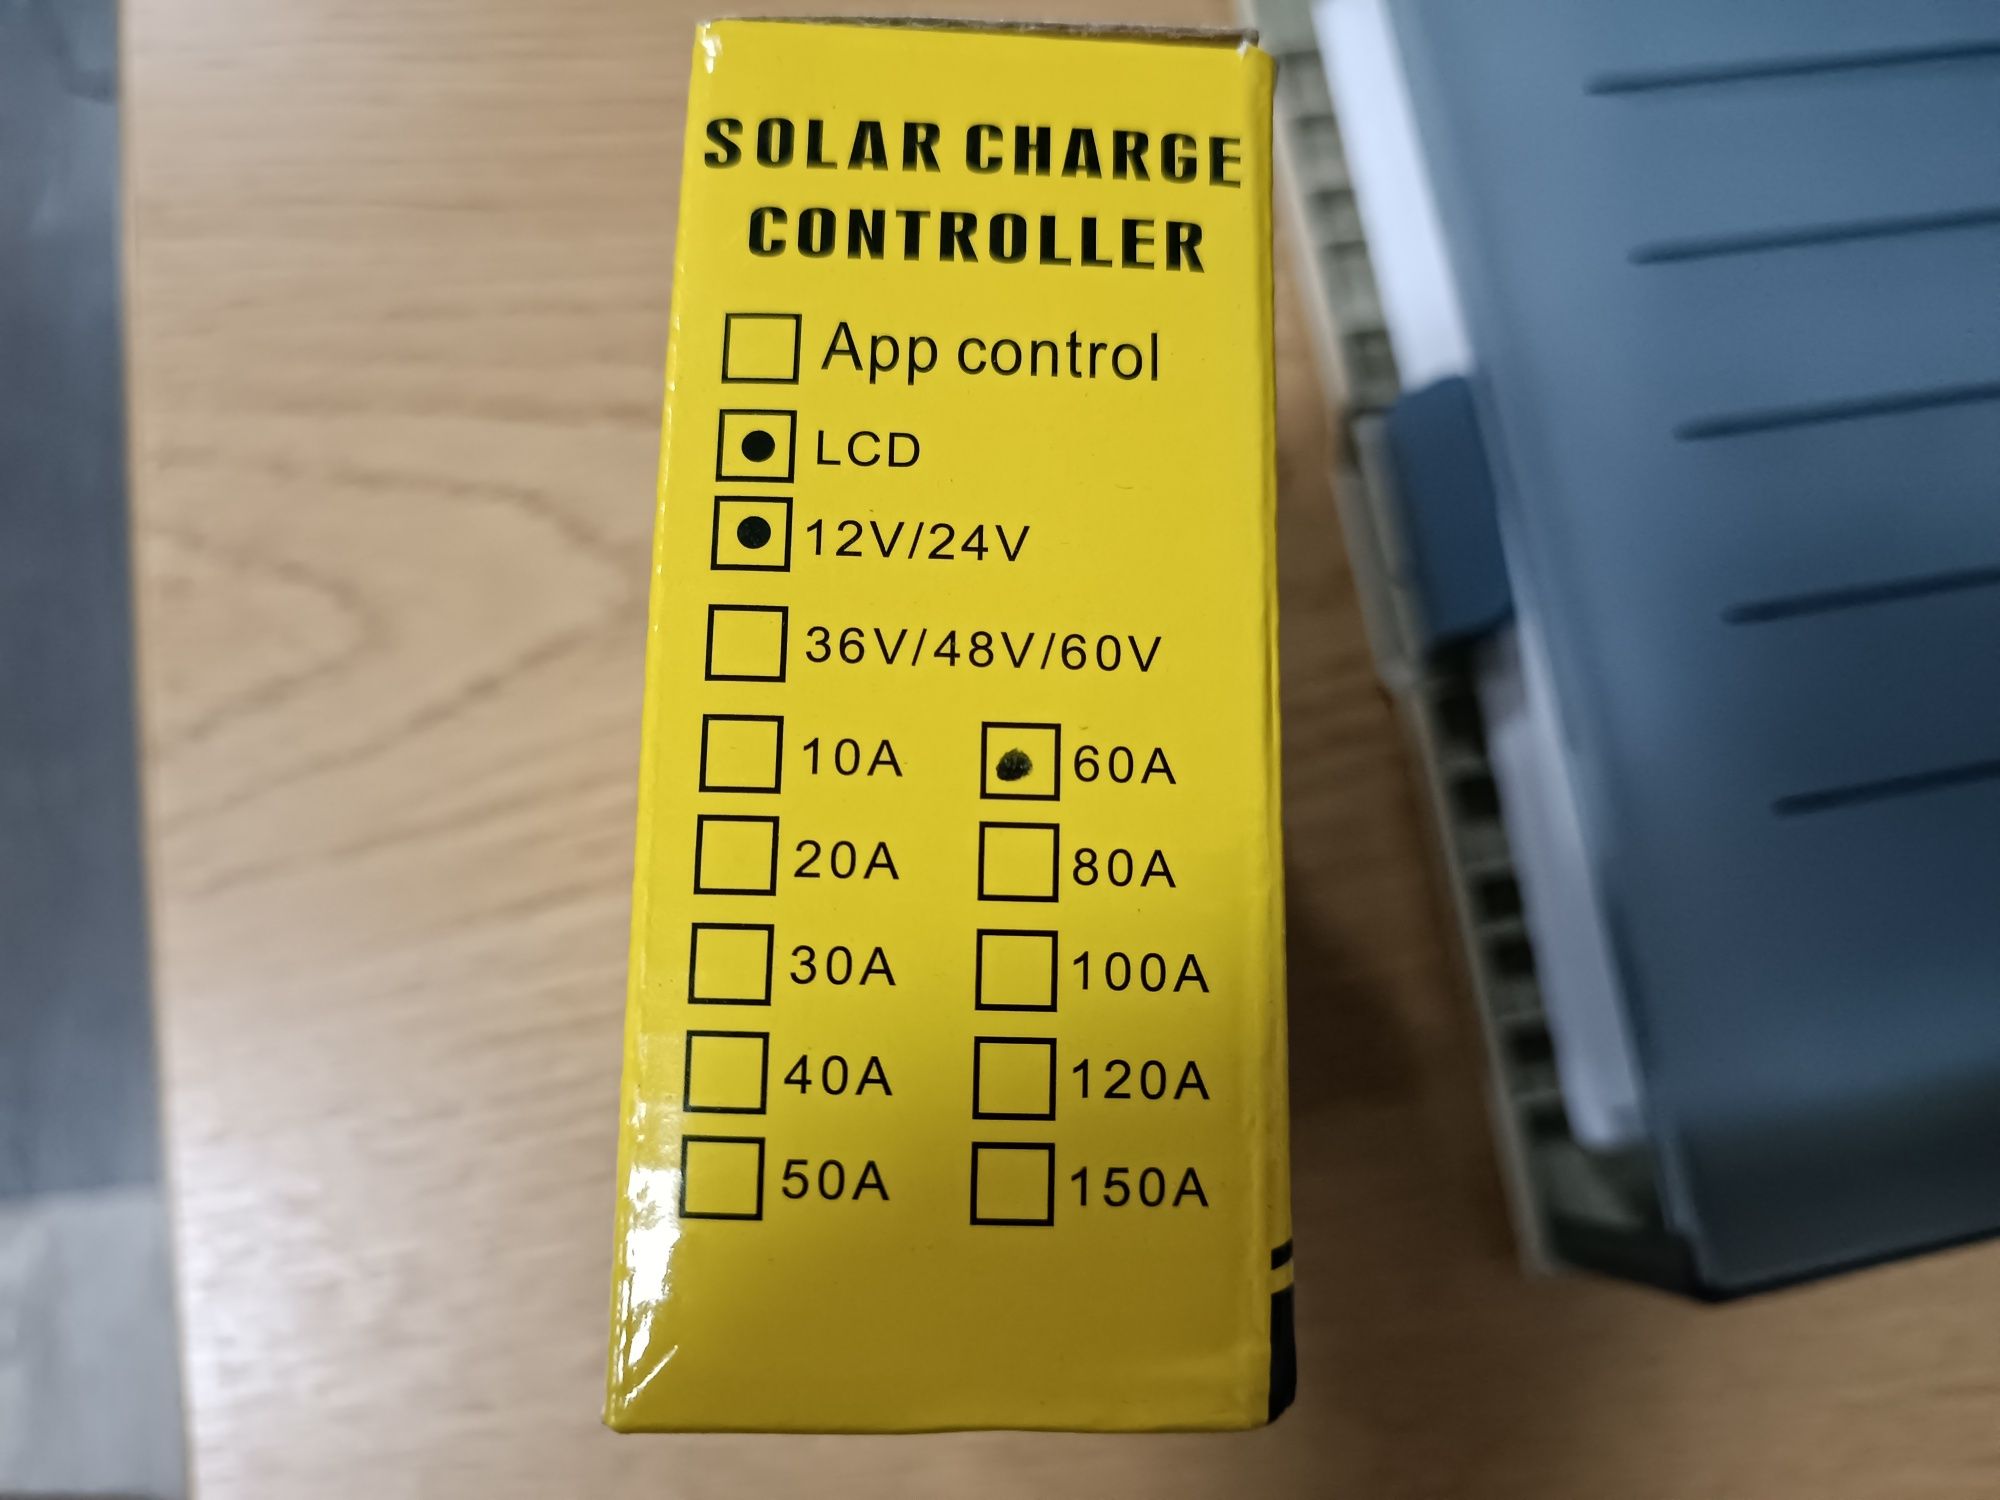 SOLAR CHARGE
CONTROLLER
App control
LCD
12V/24V
36V/48V/60V
10A 60A
20A 80A
30A 100A
40A 120A
50A 150A